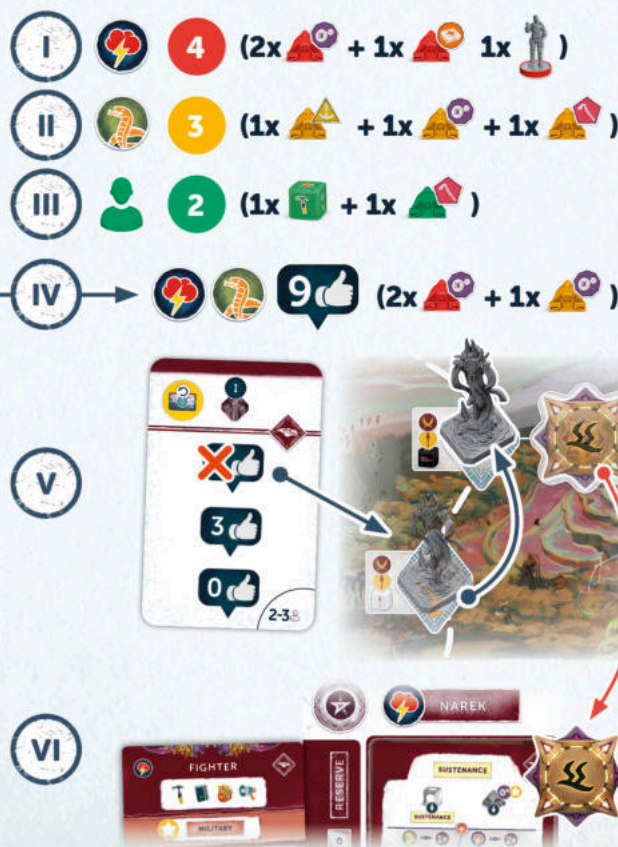 I 4 (2x + 1x 1x )
II 3 (1x + 1x + 1x )
III 2 (1x + 1x )
IV 9 (2x + 1x )
I
V
3
0
2-3
VI
NAREK
FIGHTER
RESERVE
SUSTENANCE
MILITARY
SUSTENANCE